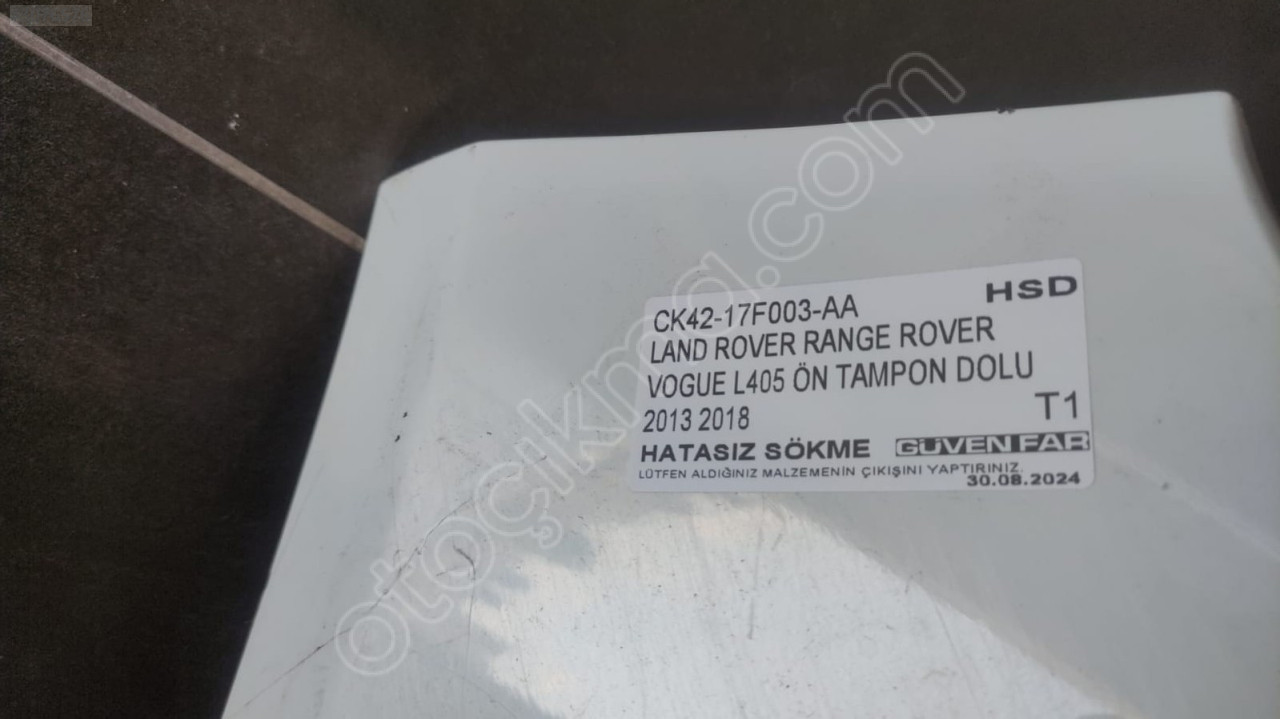 HSD
CK42-17F003-AA
LAND ROVER RANGE ROVER
VOGUE L405 ÖN TAMPON DOLU
2013 2018
T1
HATASIZ SÖKME GÜVEN FAR
LÜTFEN ALDIĞINIZ MALZEMENİN ÇIKIŞINI YAPTIRINIZ.
30.08.2024
otoçıkma.com